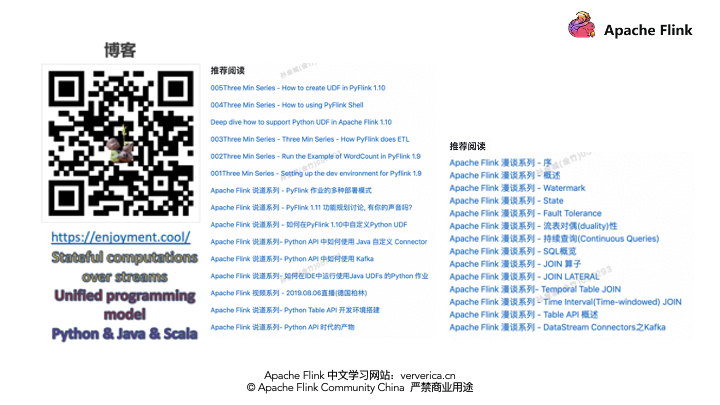 Apache Flink
博客
https://enjoyment.cool/
Stateful computations
over streams
Unified programming
model
Python & Java & Scala
推荐阅读
005Three Min Series - How to create UDF in PyFlink 1.10
004Three Min Series - How to using PyFlink Shell
Deep dive how to support Python UDF in Apache Flink 1.10
003Three Min Series - Three Min Series - How PyFlink does ETL
002Three Min Series - Run the Example of WordCount in PyFlink 1.9
001Three Min Series - Setting up the dev environment for Pyflink 1.9
Apache Flink 说道系列 - PyFlink 作业的多种部署模式
Apache Flink 说道系列 - PyFlink 1.11 功能规划讨论, 有你的声音吗?
Apache Flink 说道系列 - 如何在PyFlink 1.10中自定义Python UDF
Apache Flink 说道系列- Python API 中如何使用 Java 自定义 Connector
Apache Flink 说道系列- Python API 中如何使用 Kafka
Apache Flink 说道系列- 如何在IDE中运行使用Java UDFs 的Python 作业
Apache Flink 视频系列 - 2019.08.06直播(德国柏林)
Apache Flink 说道系列- Python Table API 开发环境搭建
Apache Flink 说道系列- Python API 时代的产物
推荐阅读
Apache Flink 漫谈系列 - 序
Apache Flink 漫谈系列 - 概述
Apache Flink 漫谈系列 - Watermark
Apache Flink 漫谈系列 - State
Apache Flink 漫谈系列 - Fault Tolerance
Apache Flink 漫谈系列 - 流表对偶(duality)性
Apache Flink 漫谈系列 - 持续查询(Continuous Queries)
Apache Flink 漫谈系列 - SQL概览
Apache Flink 漫谈系列 - JOIN 算子
Apache Flink 漫谈系列 - JOIN LATERAL
Apache Flink 漫谈系列- Temporal Table JOIN
Apache Flink 漫谈系列 - Time Interval(Time-windowed) JOIN
Apache Flink 漫谈系列 - Table API 概述
Apache Flink 漫谈系列 - DataStream Connectors之Kafka
Apache Flink 中文学习网站：ververica.cn
© Apache Flink Community China 严禁商业用途